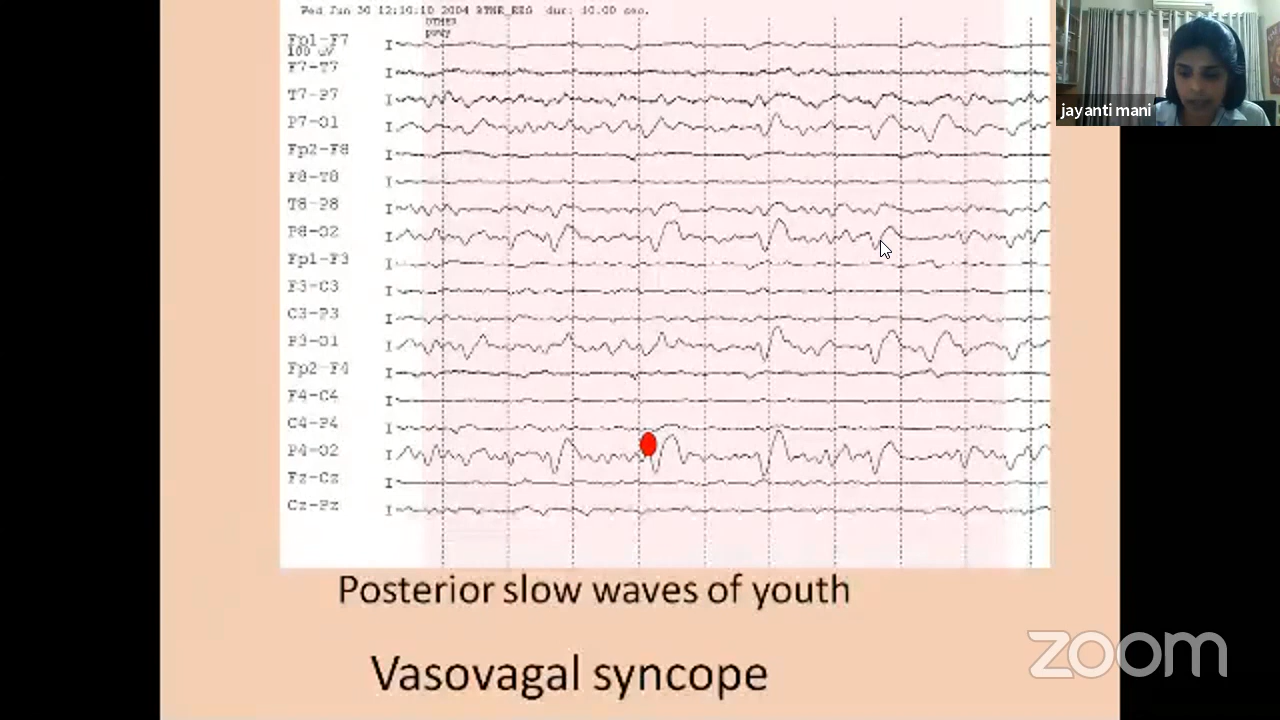 Wed Jun 30 12:10:10 2004 dur: 10.00 sec.
OTHER
Fp1-F7
100 uV
F7-T7
T7-P7
P7-O1
Fp2-F8
F8-T8
T8-P8
P8-O2
Fp1-F3
F3-C3
C3-P3
P3-O1
Fp2-F4
F4-C4
C4-P4
P4-O2
Fz-Cz
Cz-Pz
Posterior slow waves of youth
Vasovagal syncope
jayanti mani
zoom